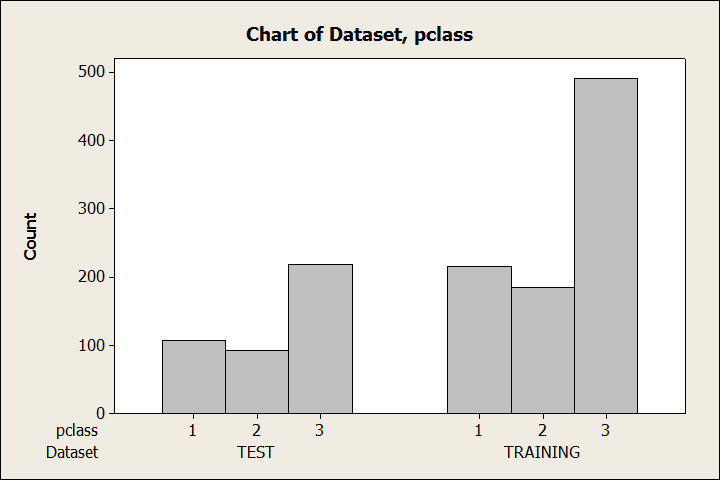 Chart of Dataset, pclass
500
400
300
200
100
0
Count
pclass 1 2 3 1 2 3
Dataset TEST TRAINING